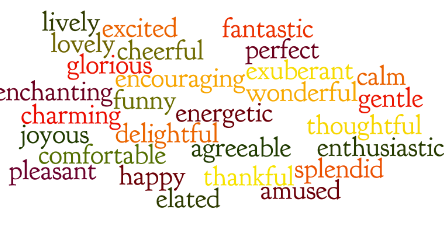 lively excited fantastic
lovely cheerful perfect
glorious encouraging exuberant calm
enchanting funny wonderful gentle
charming energetic thoughtful
joyous delightful agreeable enthusiastic
comfortable
pleasant happy thankful splendid
elated amused